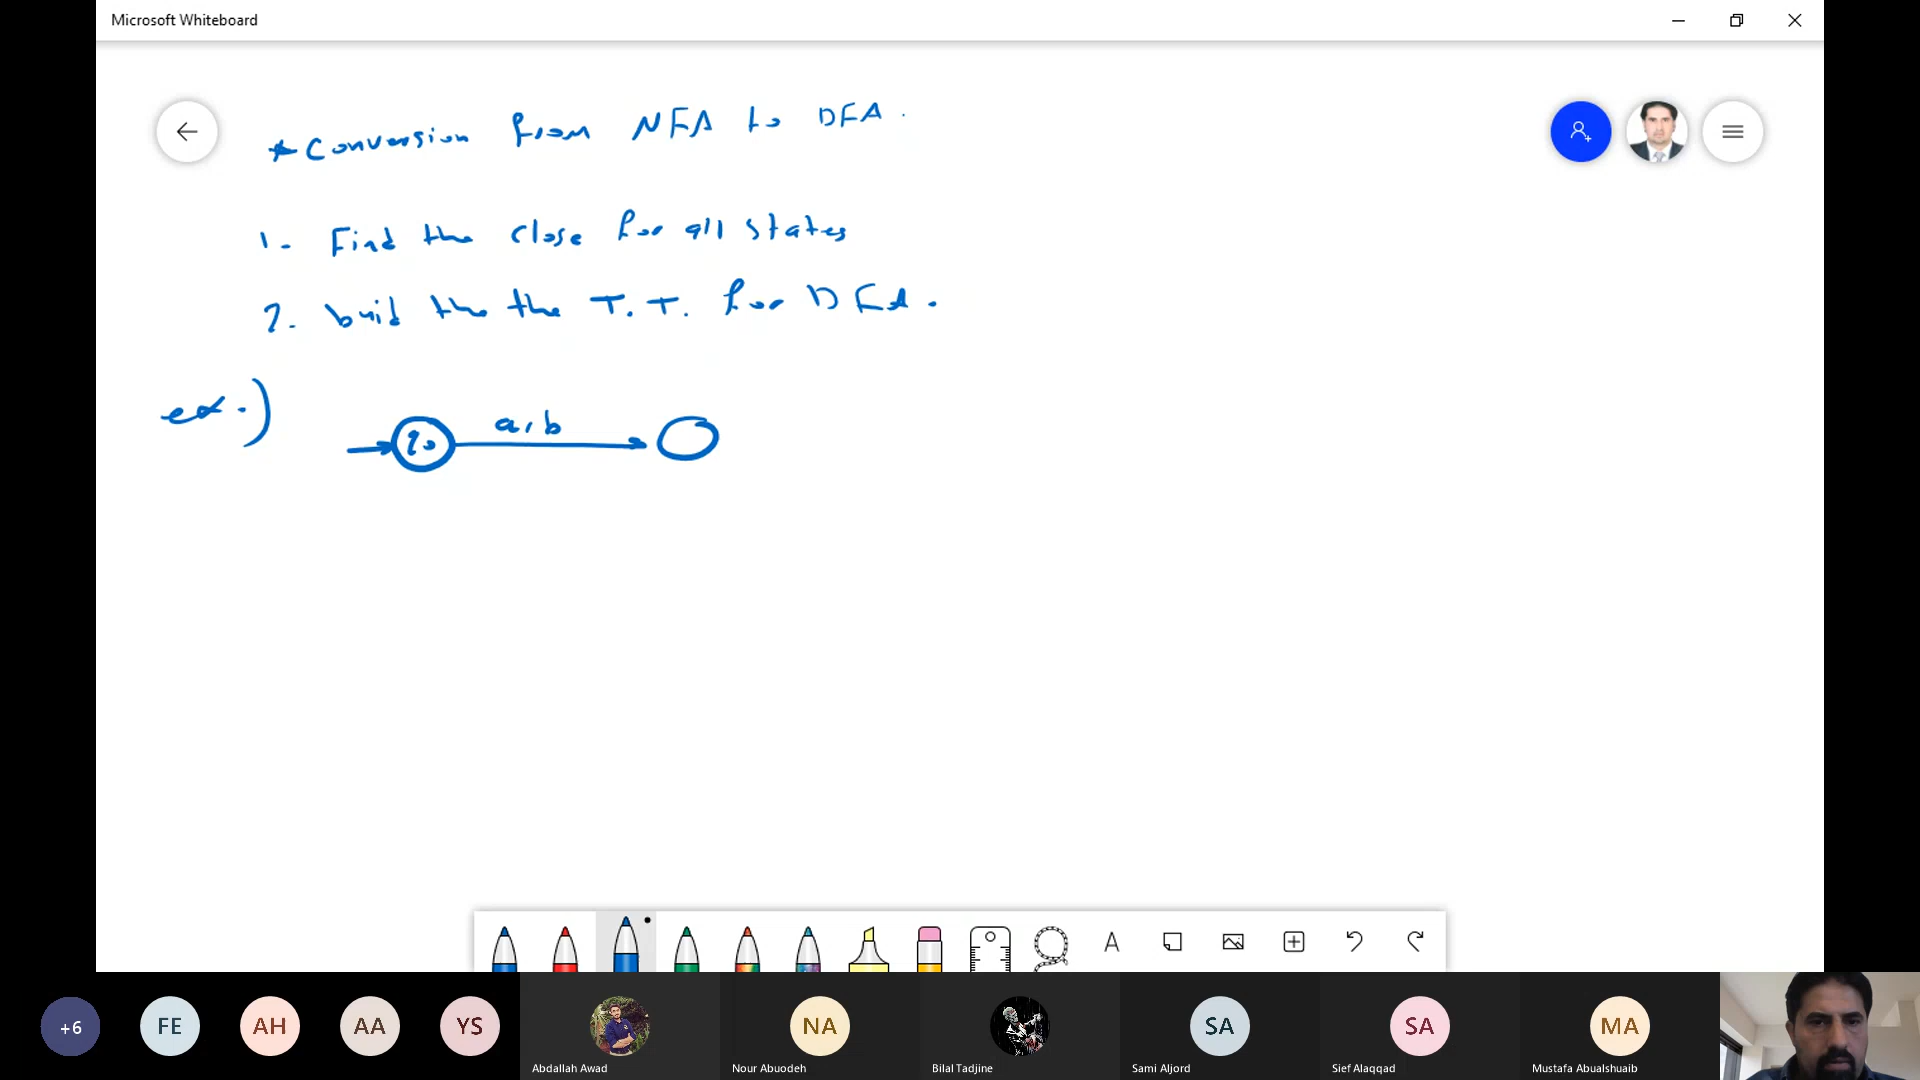 Microsoft Whiteboard
* Conversion from NFA to DFA.
1. Find the close for all states
2. buid the the T.T. for DFA.
ex.)
q0 a,b
A
+6 FE AH AA YS NA SA SA MA
Abdallah Awad Nour Abuodeh Bilal Tadjine Sami Aljord Sief Alaqqad Mustafa Abualshuaib